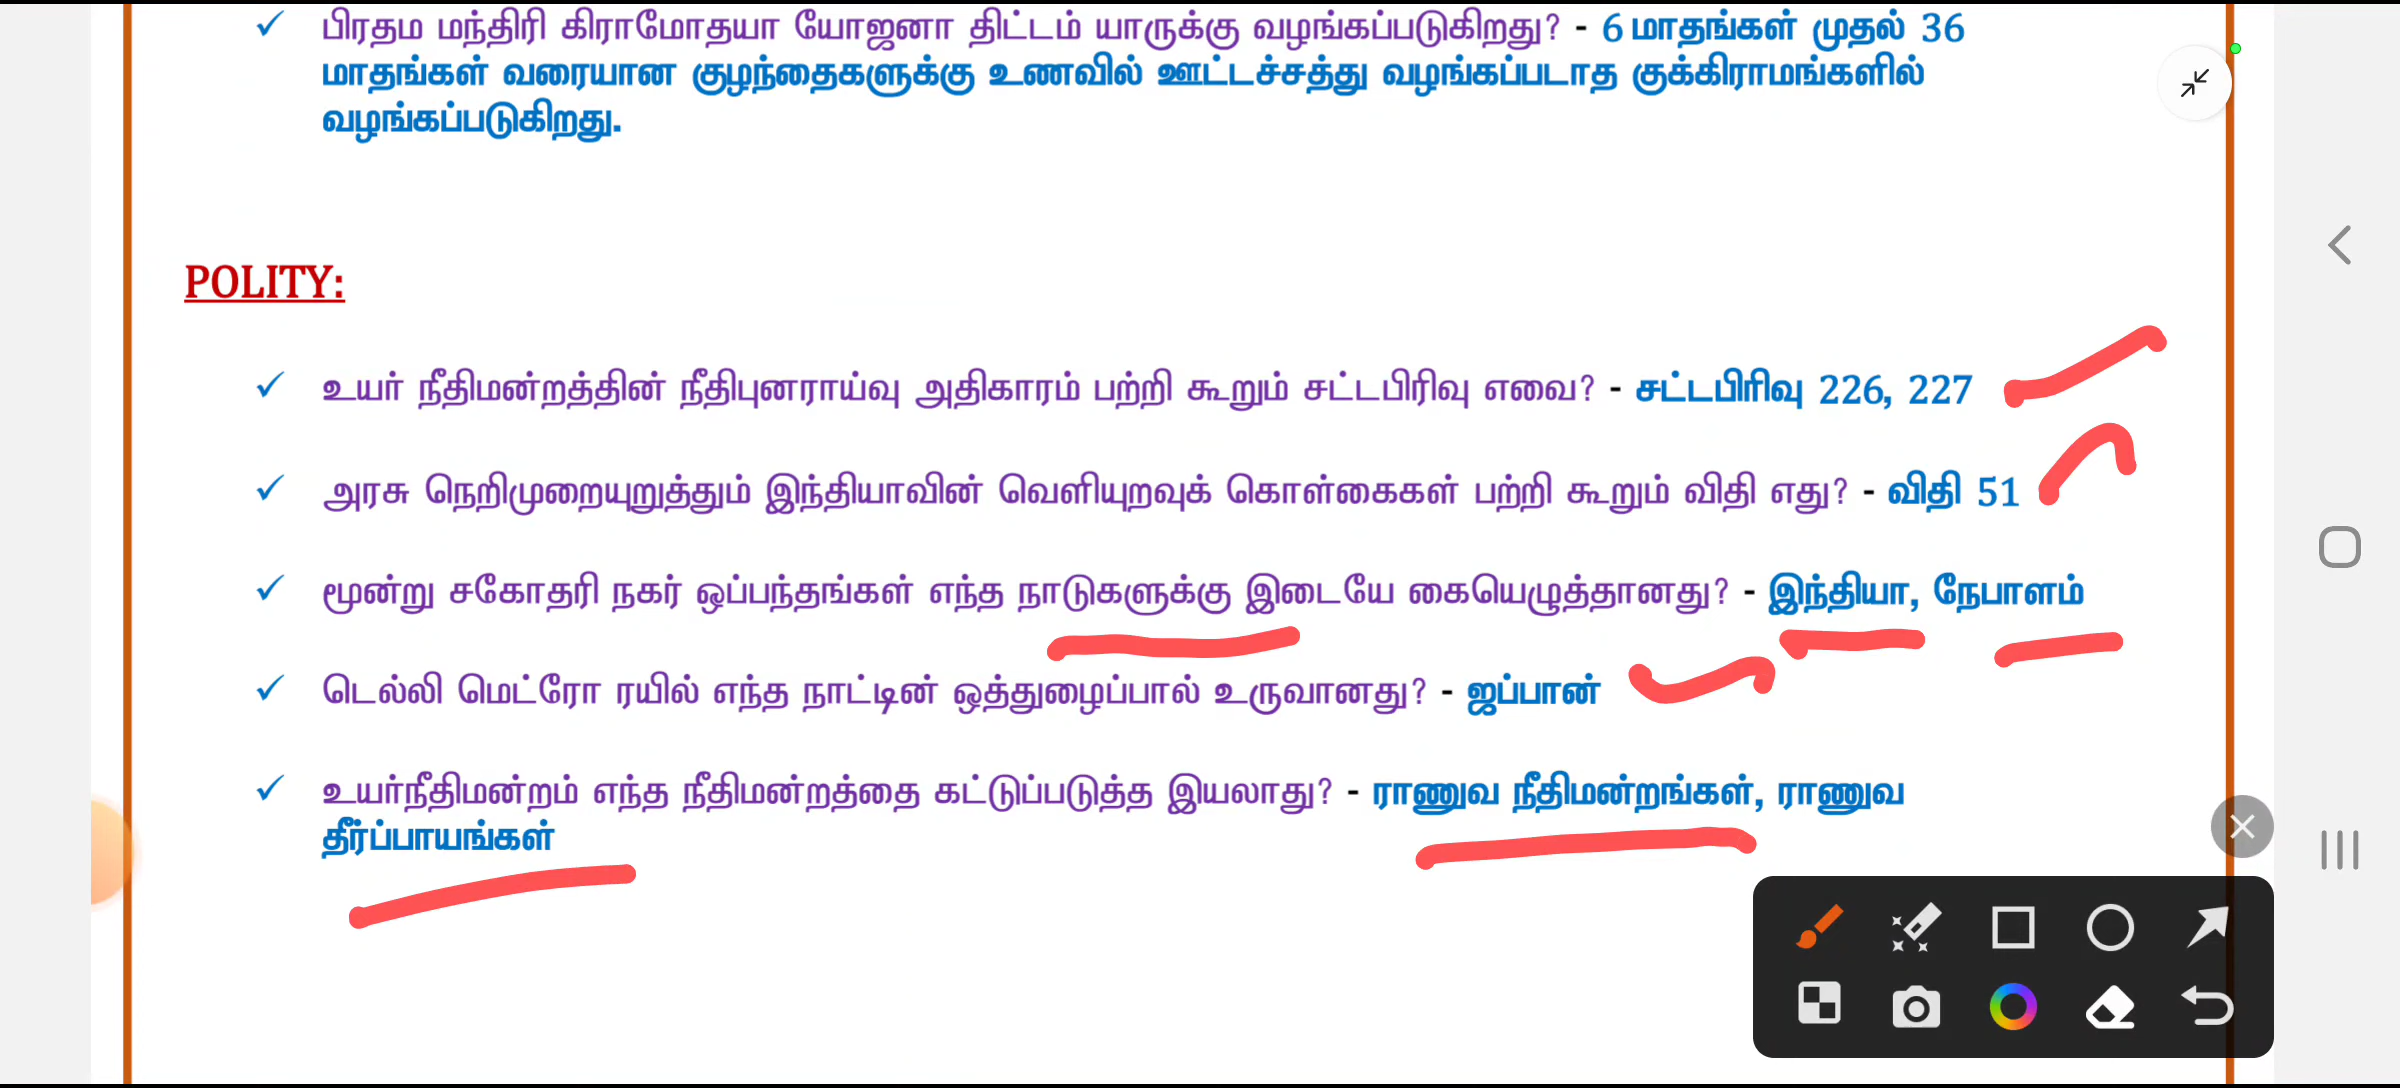 பிரதம மந்திரி கிராமோதயா யோஜனா திட்டம் யாருக்கு வழங்கப்படுகிறது? - 6 மாதங்கள் முதல் 36
மாதங்கள் வரையான குழந்தைகளுக்கு உணவில் ஊட்டச்சத்து வழங்கப்படாத குக்கிராமங்களில்
வழங்கப்படுகிறது.
POLITY:
உயர் நீதிமன்றத்தின் நீதிபுனராய்வு அதிகாரம் பற்றி கூறும் சட்டபிரிவு எவை? - சட்டபிரிவு 226, 227
அரசு நெறிமுறையுறுத்தும் இந்தியாவின் வெளியுறவுக் கொள்கைகள் பற்றி கூறும் விதி எது? - விதி 51
மூன்று சகோதரி நகர் ஒப்பந்தங்கள் எந்த நாடுகளுக்கு இடையே கையெழுத்தானது? - இந்தியா, நேபாளம்
டெல்லி மெட்ரோ ரயில் எந்த நாட்டின் ஒத்துழைப்பால் உருவானது? - ஜப்பான்
உயர்நீதிமன்றம் எந்த நீதிமன்றத்தை கட்டுப்படுத்த இயலாது? - ராணுவ நீதிமன்றங்கள், ராணுவ
தீர்ப்பாயங்கள்